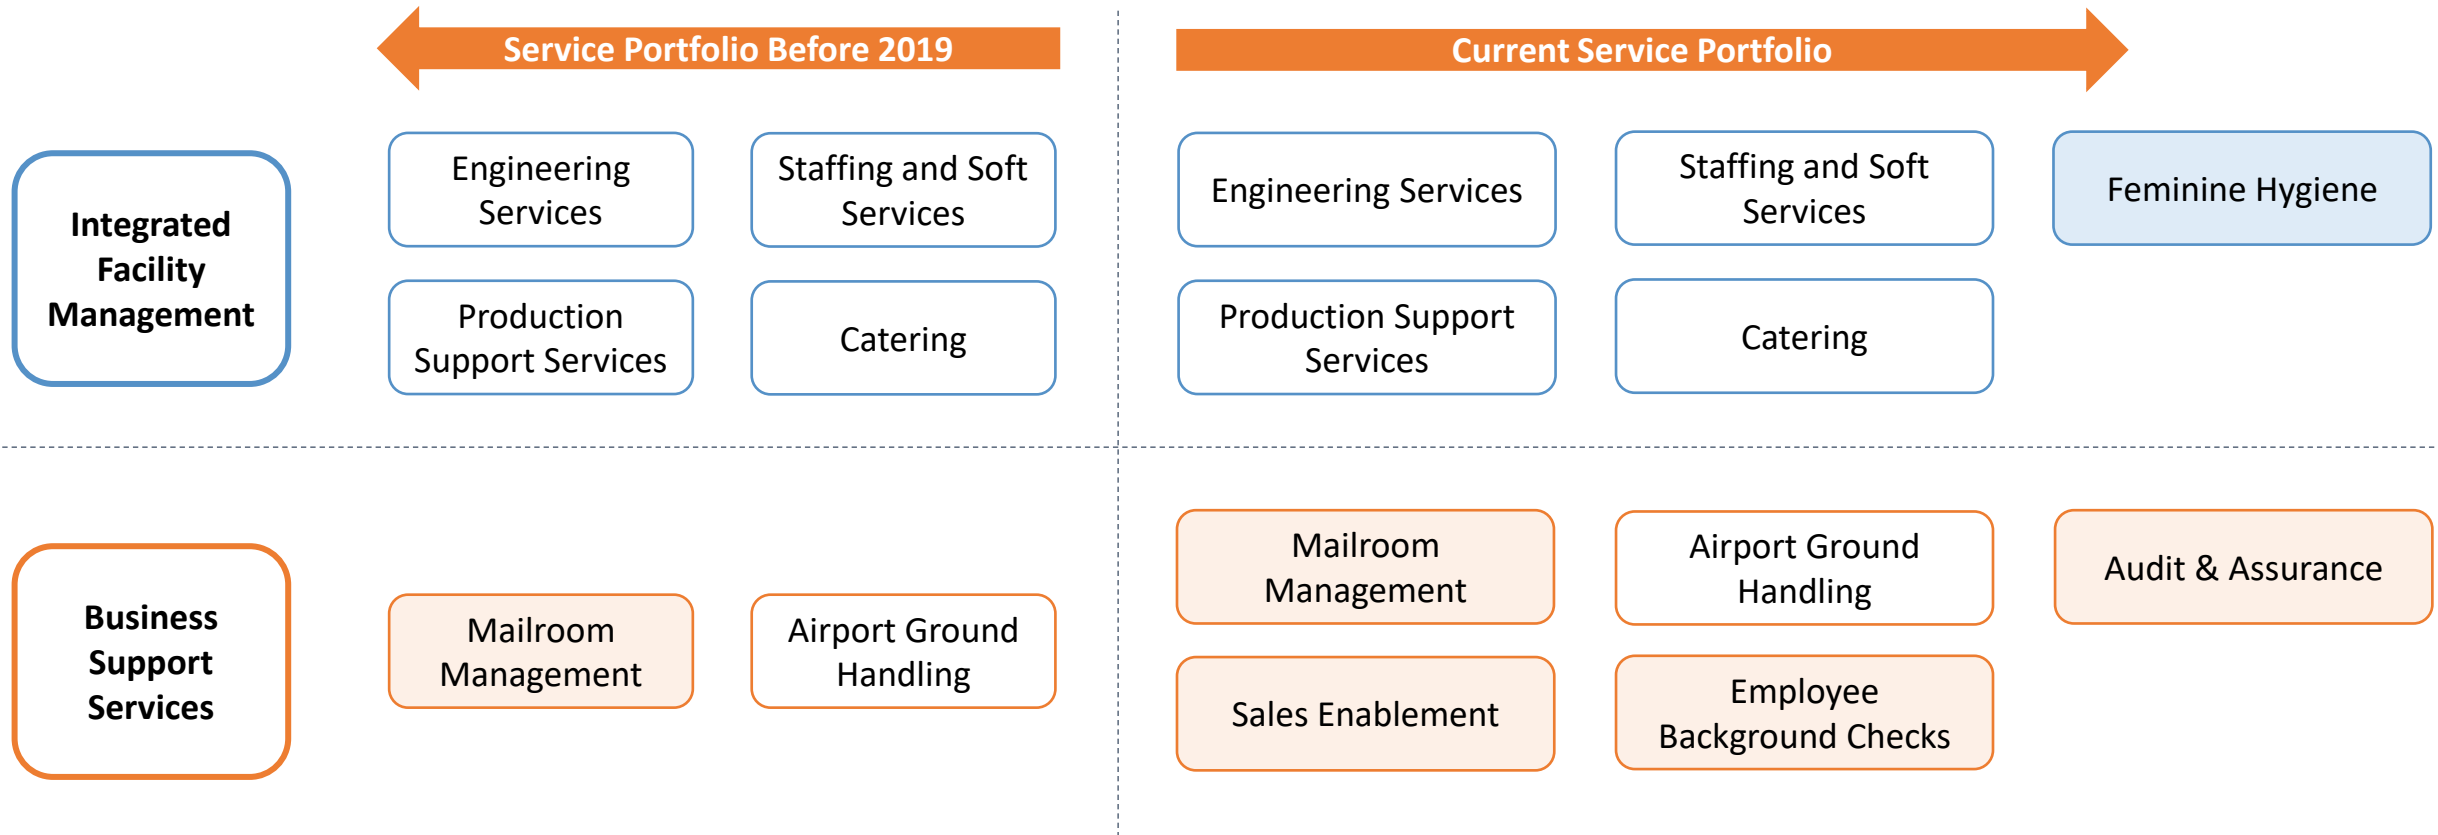 Service Portfolio Before 2019
Current Service Portfolio
Integrated
Facility
Management
Engineering
Services
Staffing and Soft
Services
Production
Support Services
Catering
Engineering Services
Staffing and Soft
Services
Feminine Hygiene
Production Support
Services
Catering
Business
Support
Services
Mailroom
Management
Airport Ground
Handling
Mailroom
Management
Airport Ground
Handling
Audit & Assurance
Sales Enablement
Employee
Background Checks